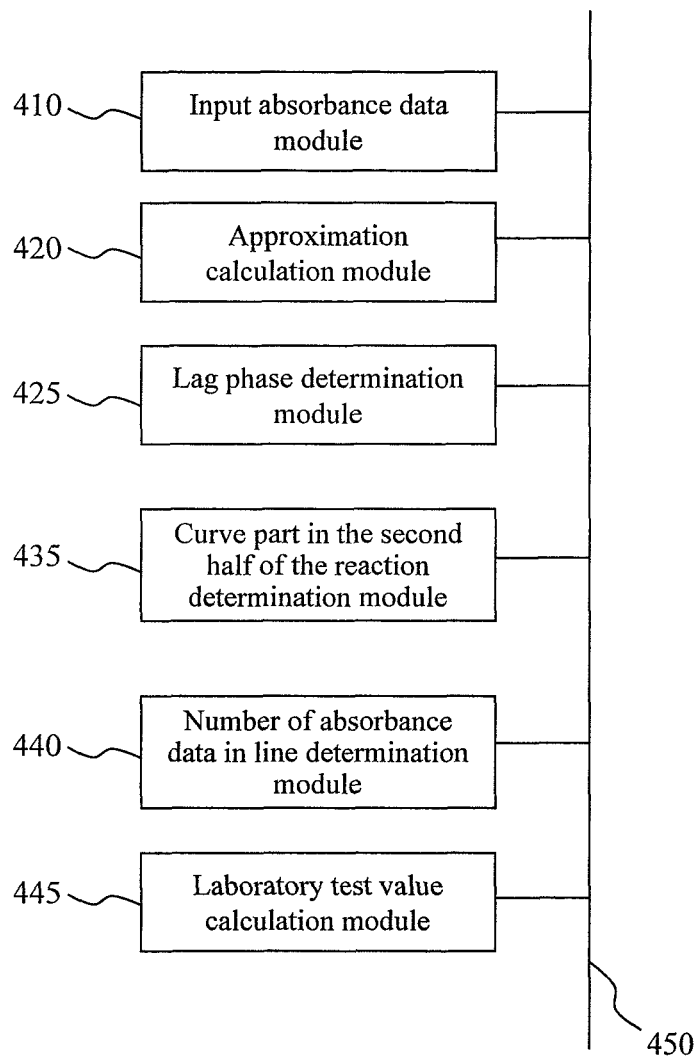 410
Input absorbance data
module
420
Approximation
calculation module
425
Lag phase determination
module
435
Curve part in the second
half of the reaction
determination module
440
Number of absorbance
data in line determination
module
445
Laboratory test value
calculation module
450